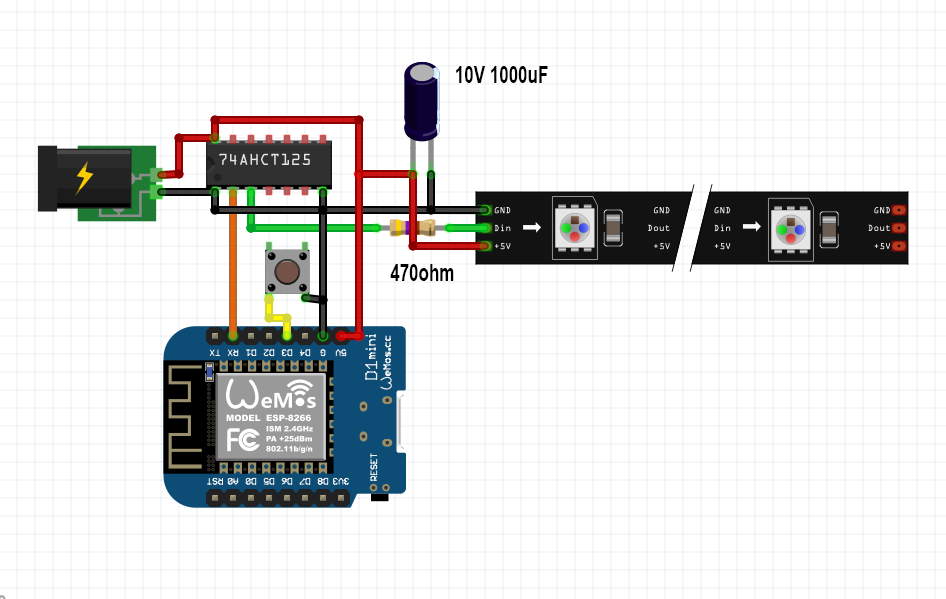 10V 1000uF
74AHCT125
GND
Din
+5V
GND
Dout
+5V
GND
Din
+5V
GND
Dout
+5V
470ohm
TX
RX
D1
D2
D3
D4
G
5V
D1 mini
WeMos.cc
WeMos
MODEL ESP-8266
ISM 2.4GHz
PA +25dBm
802.11b/g/n
FC
RESET
RST
A0
D0
D5
D6
D7
D8
3V3